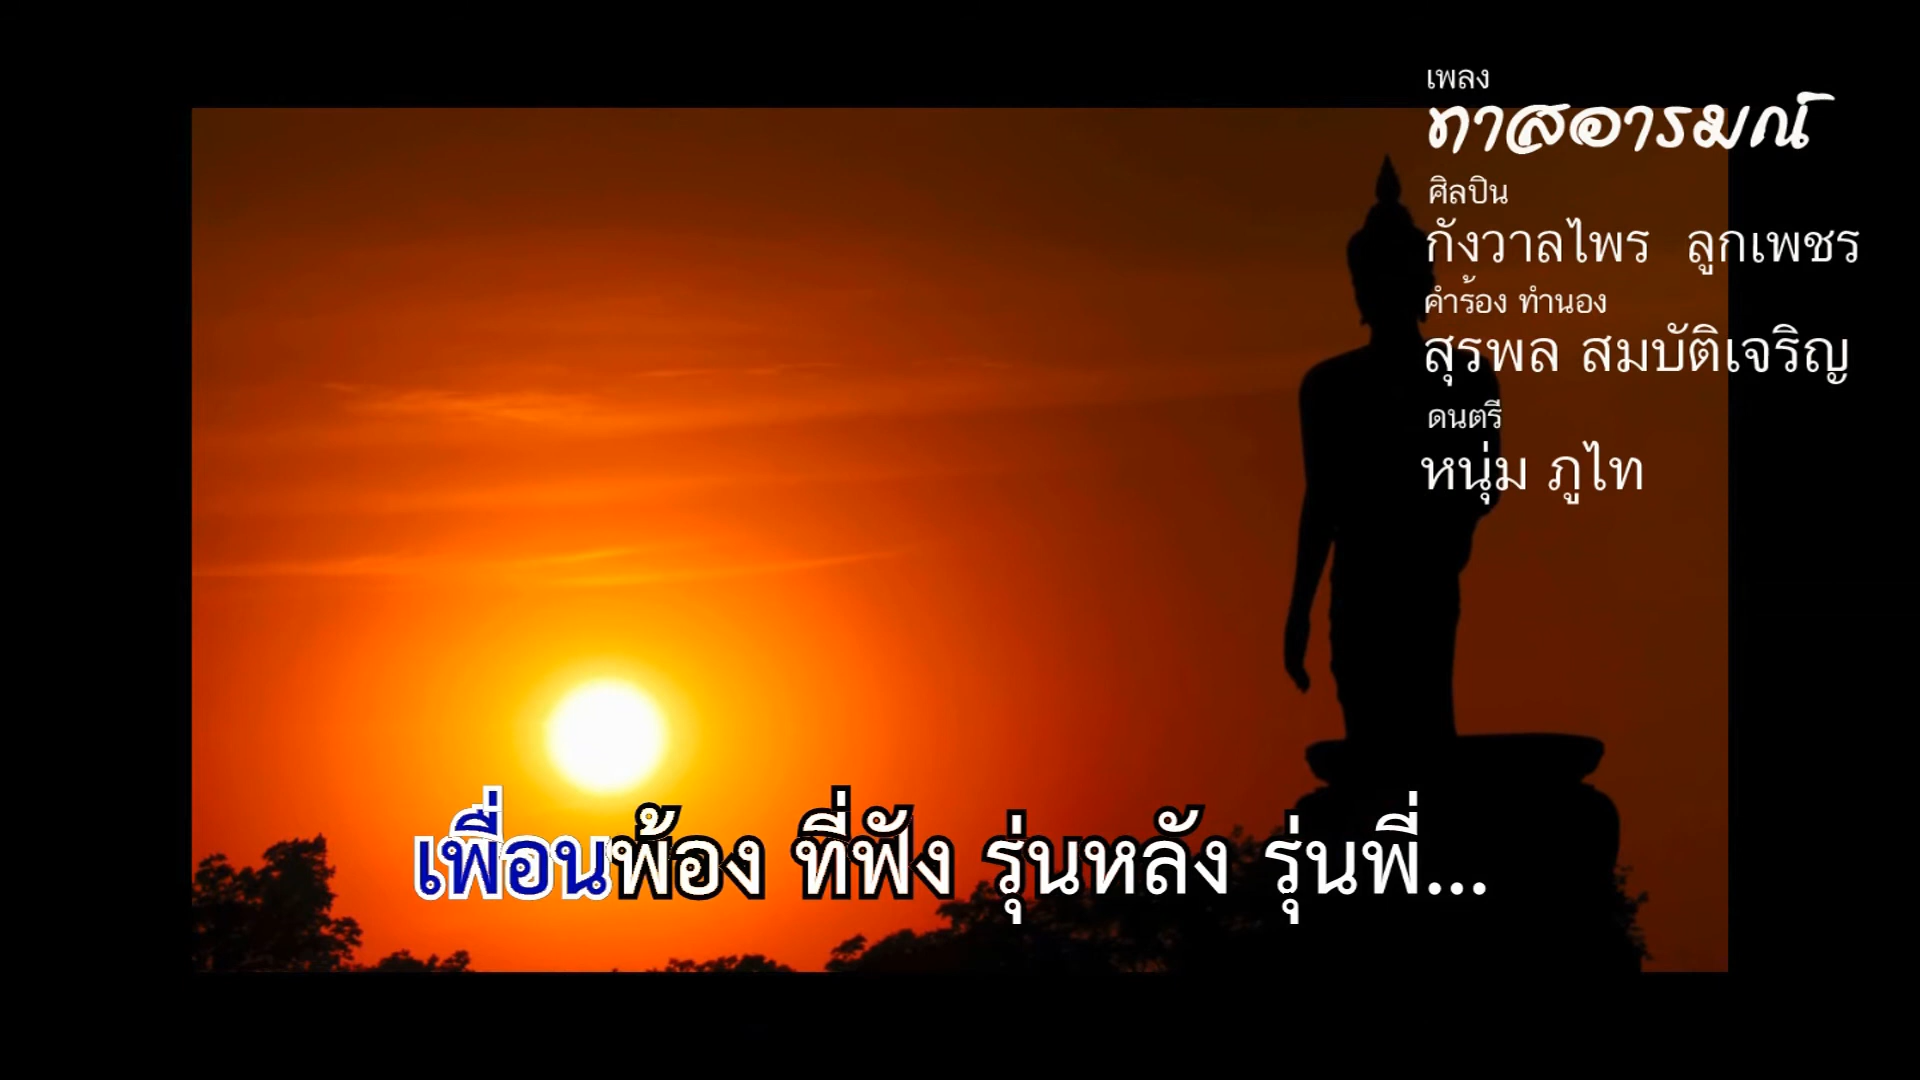 เพลง
ทาสอารมณ์
ศิลปิน
กังวาลไพร ลูกเพชร
คำร้อง ทำนอง
สุรพล สมบัติเจริญ
ดนตรี
หนุ่ม ภูไท
เพื่อนพ้อง ที่ฟัง รุ่นหลัง รุ่นพี่...